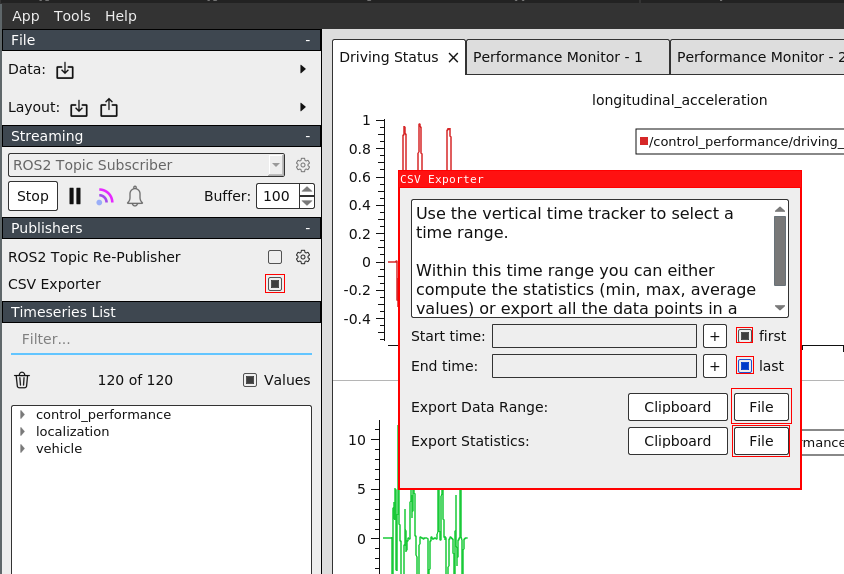 App Tools Help
File -
Data:
Layout:
Streaming -
ROS2 Topic Subscriber
Stop Buffer: 100
Publishers -
ROS2 Topic Re-Publisher
CSV Exporter
Timeseries List
Filter...
120 of 120 Values
control_performance
localization
vehicle
Driving Status Performance Monitor - 1 Performance Monitor - 2
longitudinal_acceleration
/control_performance/driving_
1
0.8
0.6
0.4
0.2
0
-0.2
-0.4
CSV Exporter
Use the vertical time tracker to select a
time range.
Within this time range you can either
compute the statistics (min, max, average
values) or export all the data points in a
Start time: + first
End time: + last
Export Data Range: Clipboard File
Export Statistics: Clipboard File
mance
10
5
0